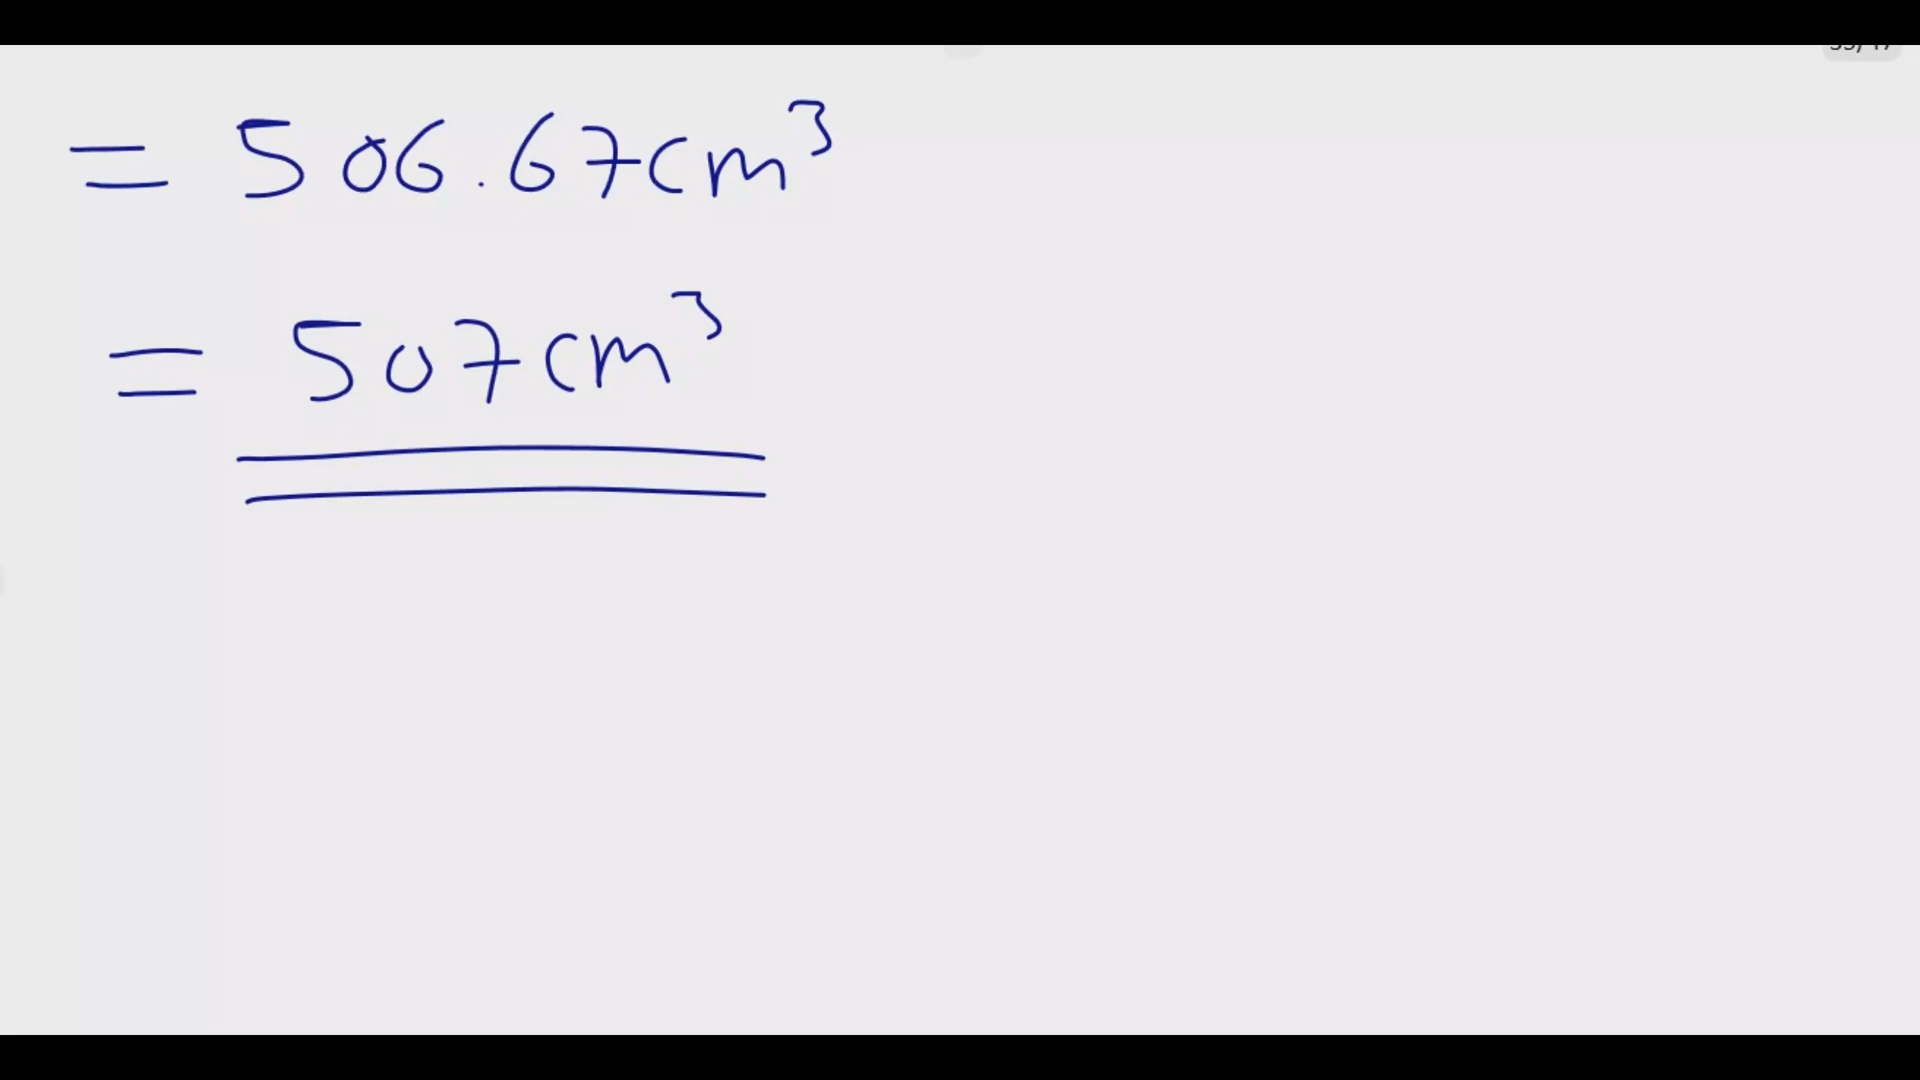 = 506.67cm³
= 507cm³